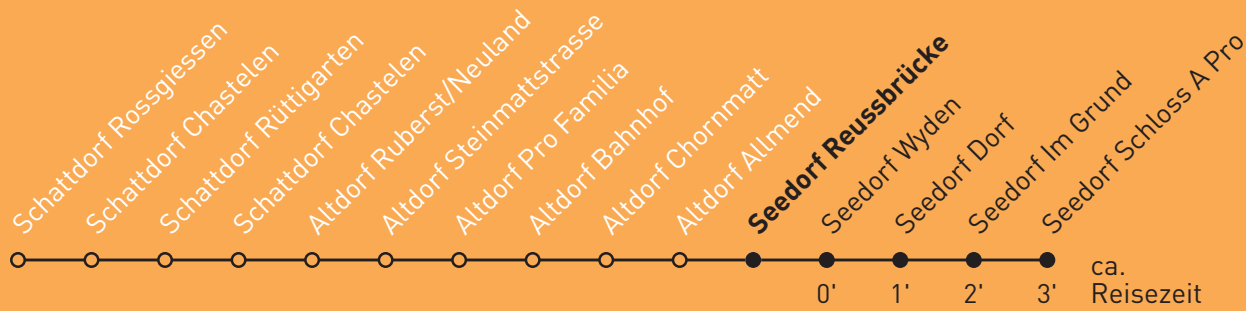 Schattdorf Rossgiessen
Schattdorf Chastelen
Schattdorf Rüttigarten
Schattdorf Chastelen
Altdorf Ruberst/Neuland
Altdorf Steinmattstrasse
Altdorf Pro Familia
Altdorf Bahnhof
Altdorf Chornmatt
Altdorf Allmend
Seedorf Reussbrücke
Seedorf Wyden
Seedorf Dorf
Seedorf Im Grund
Seedorf Schloss A Pro
0' 1' 2' 3'
ca.
Reisezeit